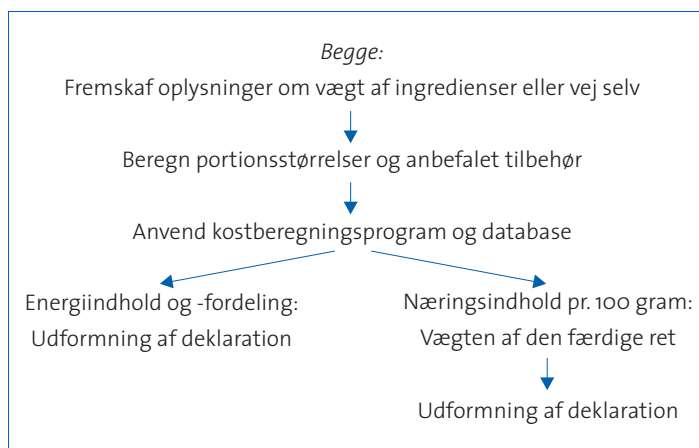 Begge:
Fremskaf oplysninger om vægt af ingredienser eller vej selv
Beregn portionsstørrelser og anbefalet tilbehør
Anvend kostberegningsprogram og database
Energiindhold og -fordeling:
Udformning af deklaration
Næringsindhold pr. 100 gram:
Vægten af den færdige ret
Udformning af deklaration